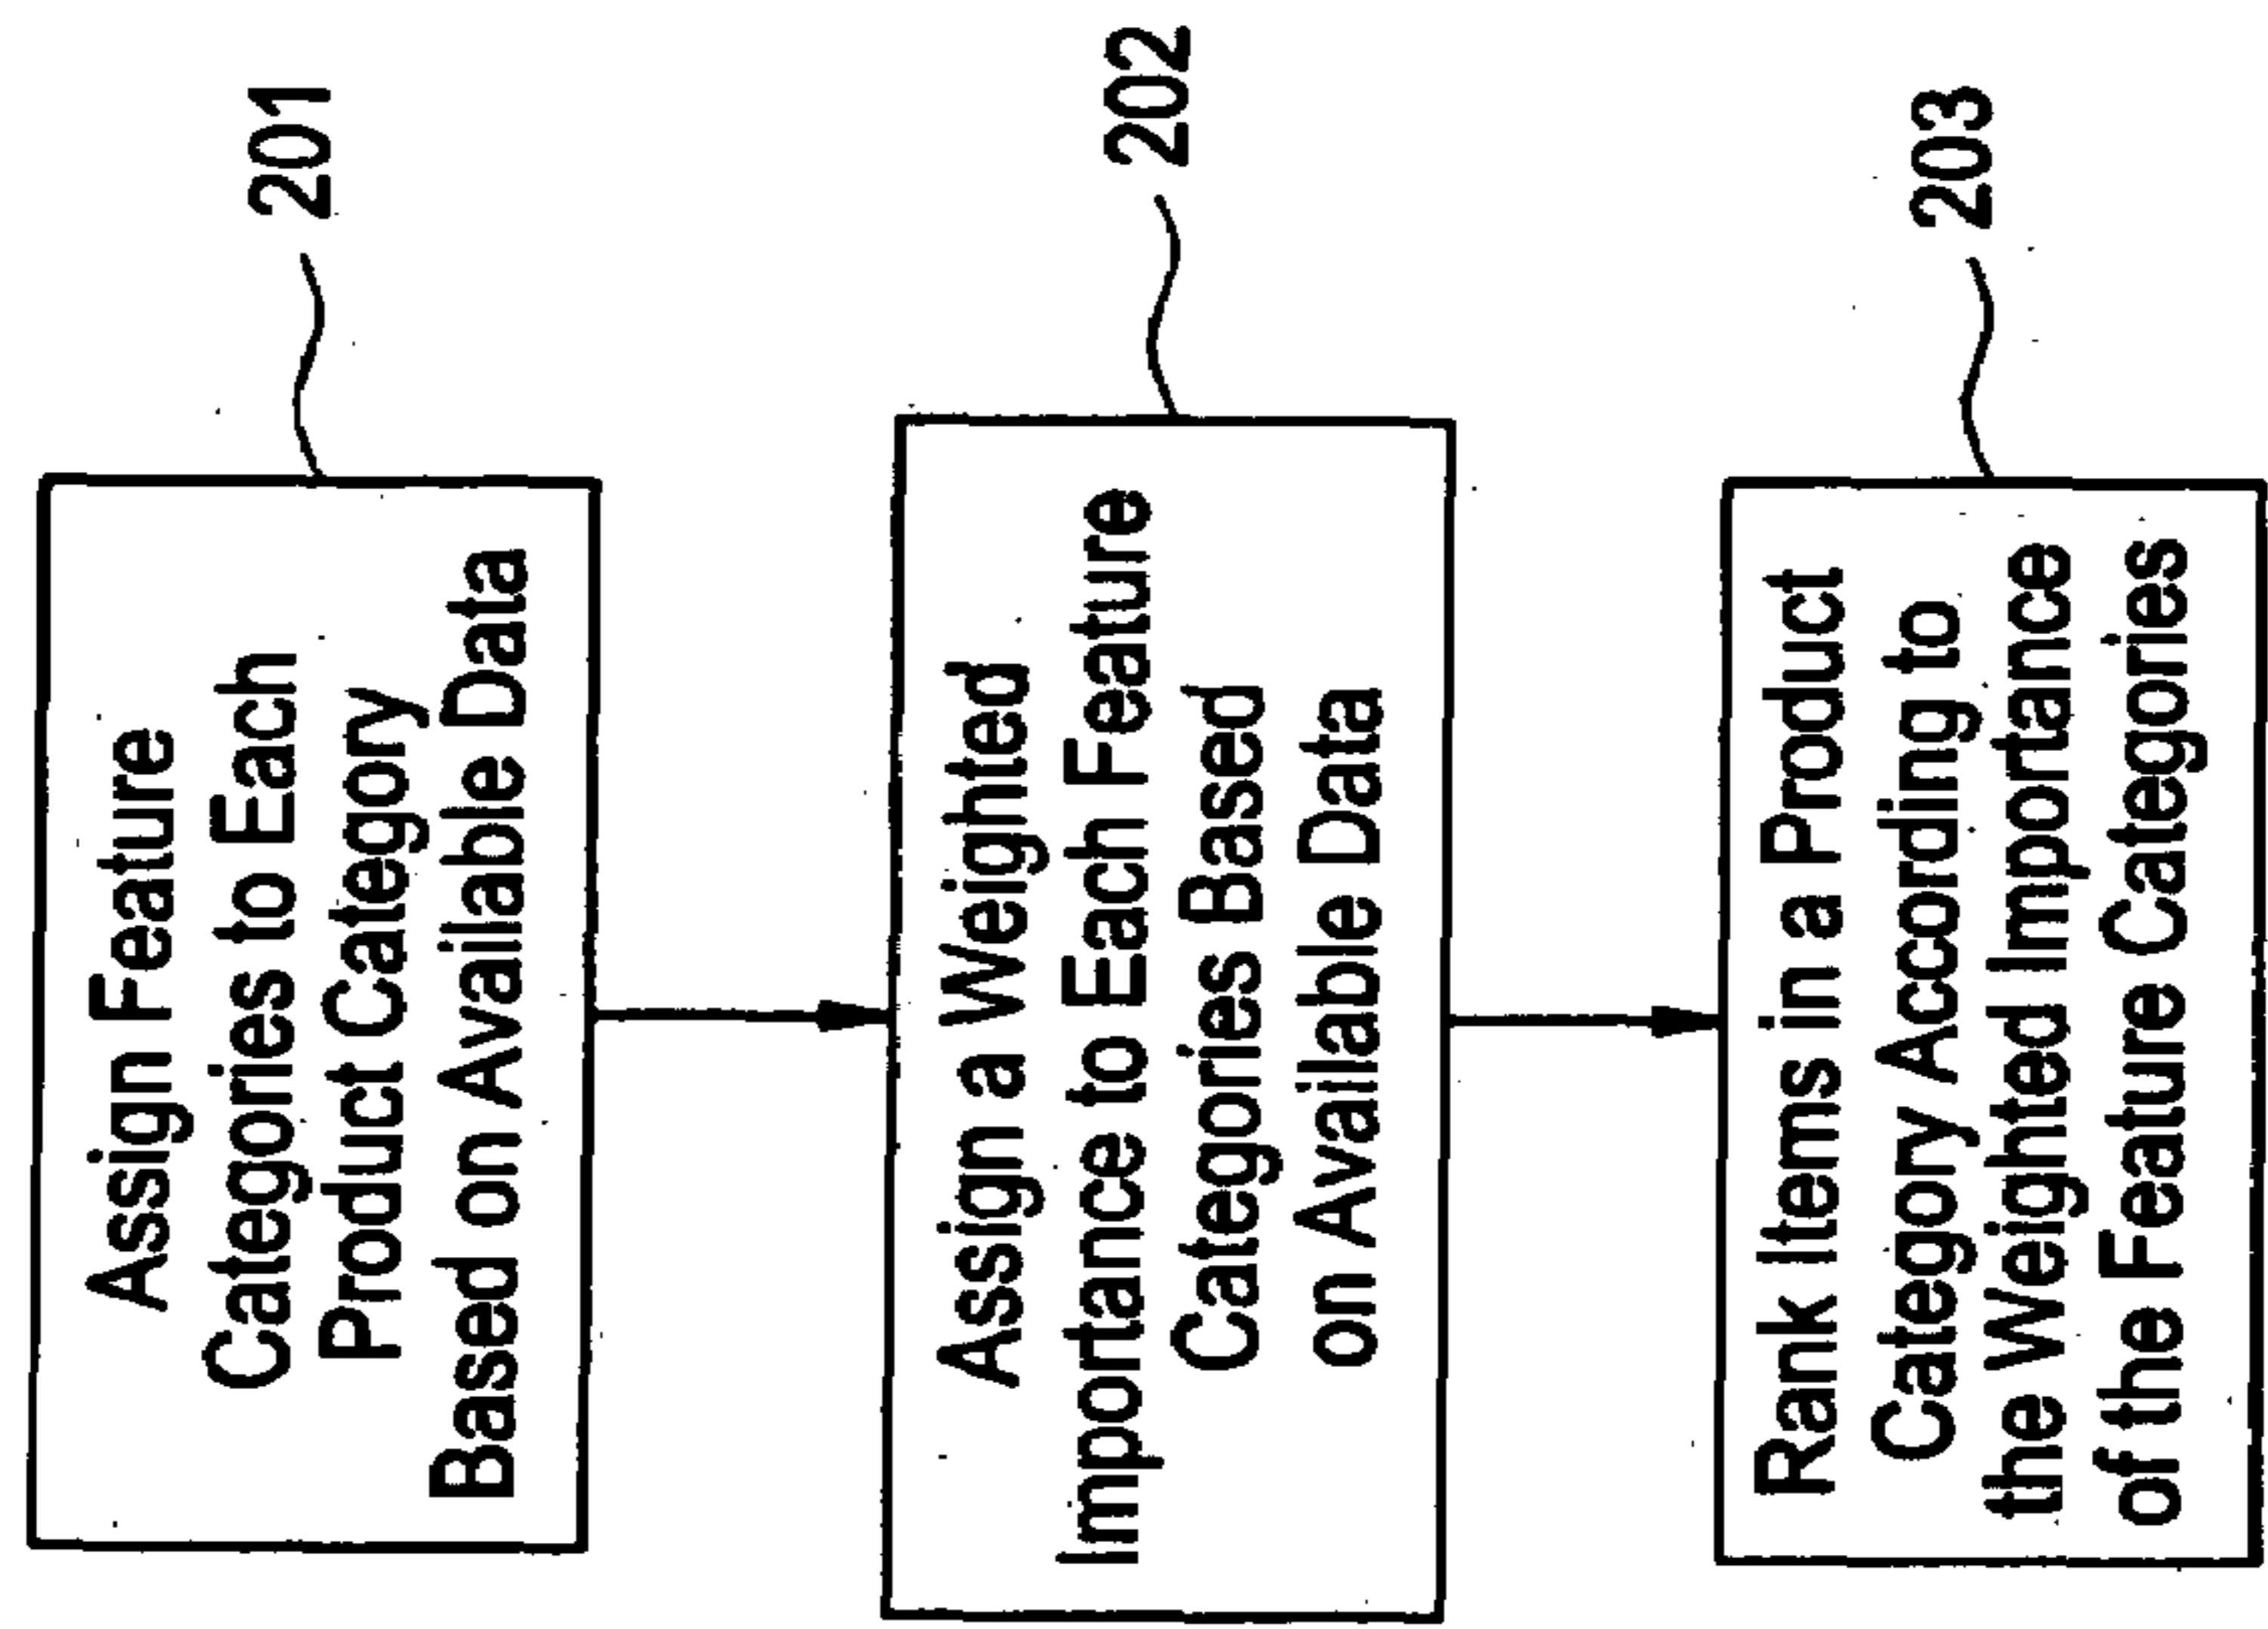 Assign Feature
Categories to Each
Product Category
Based on Available Data
201
Assign a Weighted
Importance to Each Feature
Categories Based
on Available Data
202
Rank Items in a Product
Category According to
the Weighted Importance
of the Feature Categories
203